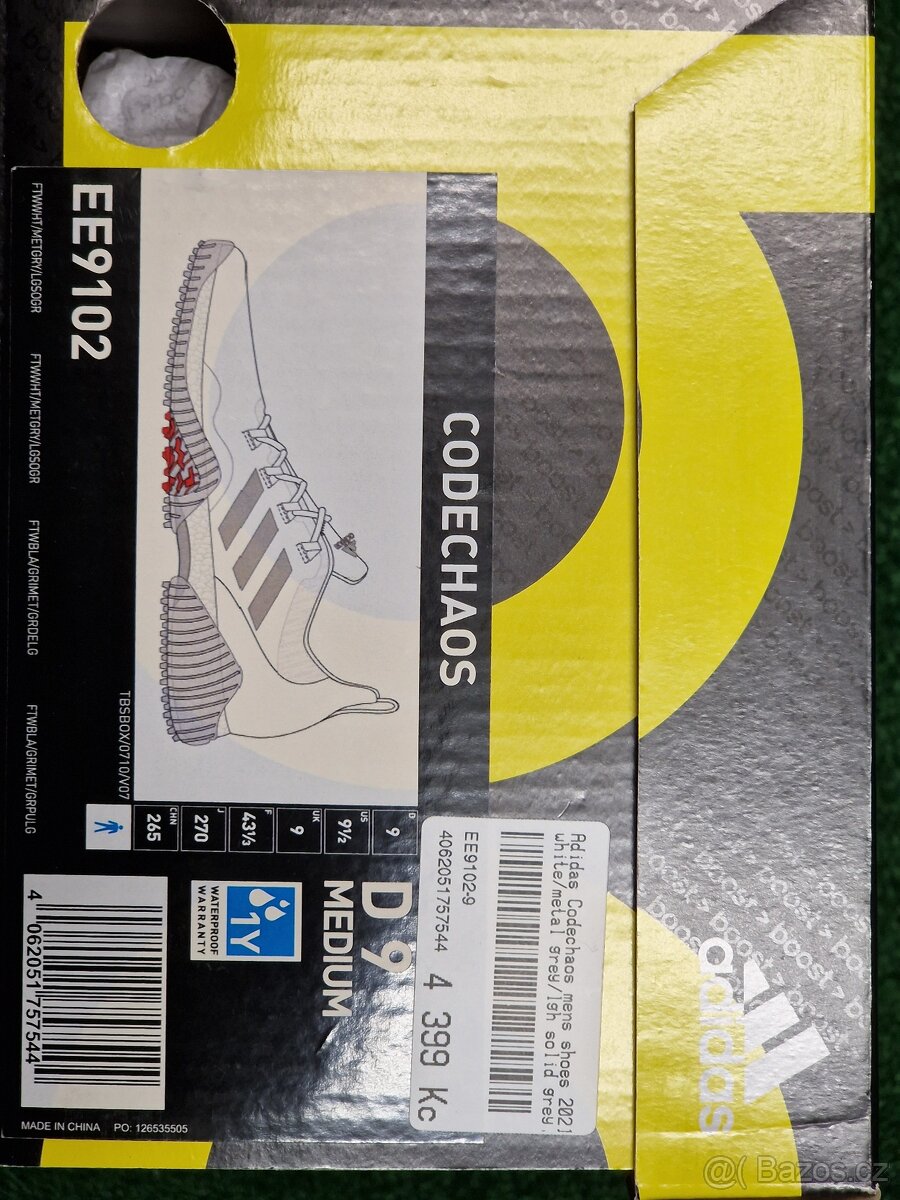 boost >
adidas
CODECHAOS
EE9102
FTWWHT/METGRY/LGSOGR
FTWWHT/METGRY/LGSOGR
FTWBLA/GRIMET/GRDELG
FTWBLA/GRIMET/GRPULG
TBSBOX/0710/V07
D 9
US 9½
UK 9
F 43⅓
J 270
CHN 265
D 9
MEDIUM
1Y
WATERPROOF
WARRANTY
4 062051 757544
MADE IN CHINA PO: 126535505
Adidas Codechaos mens shoes 2021
white/metal grey/lgh solid grey,
EE9102-9
4062051757544 4 399 Kc
@( Bazos.cz